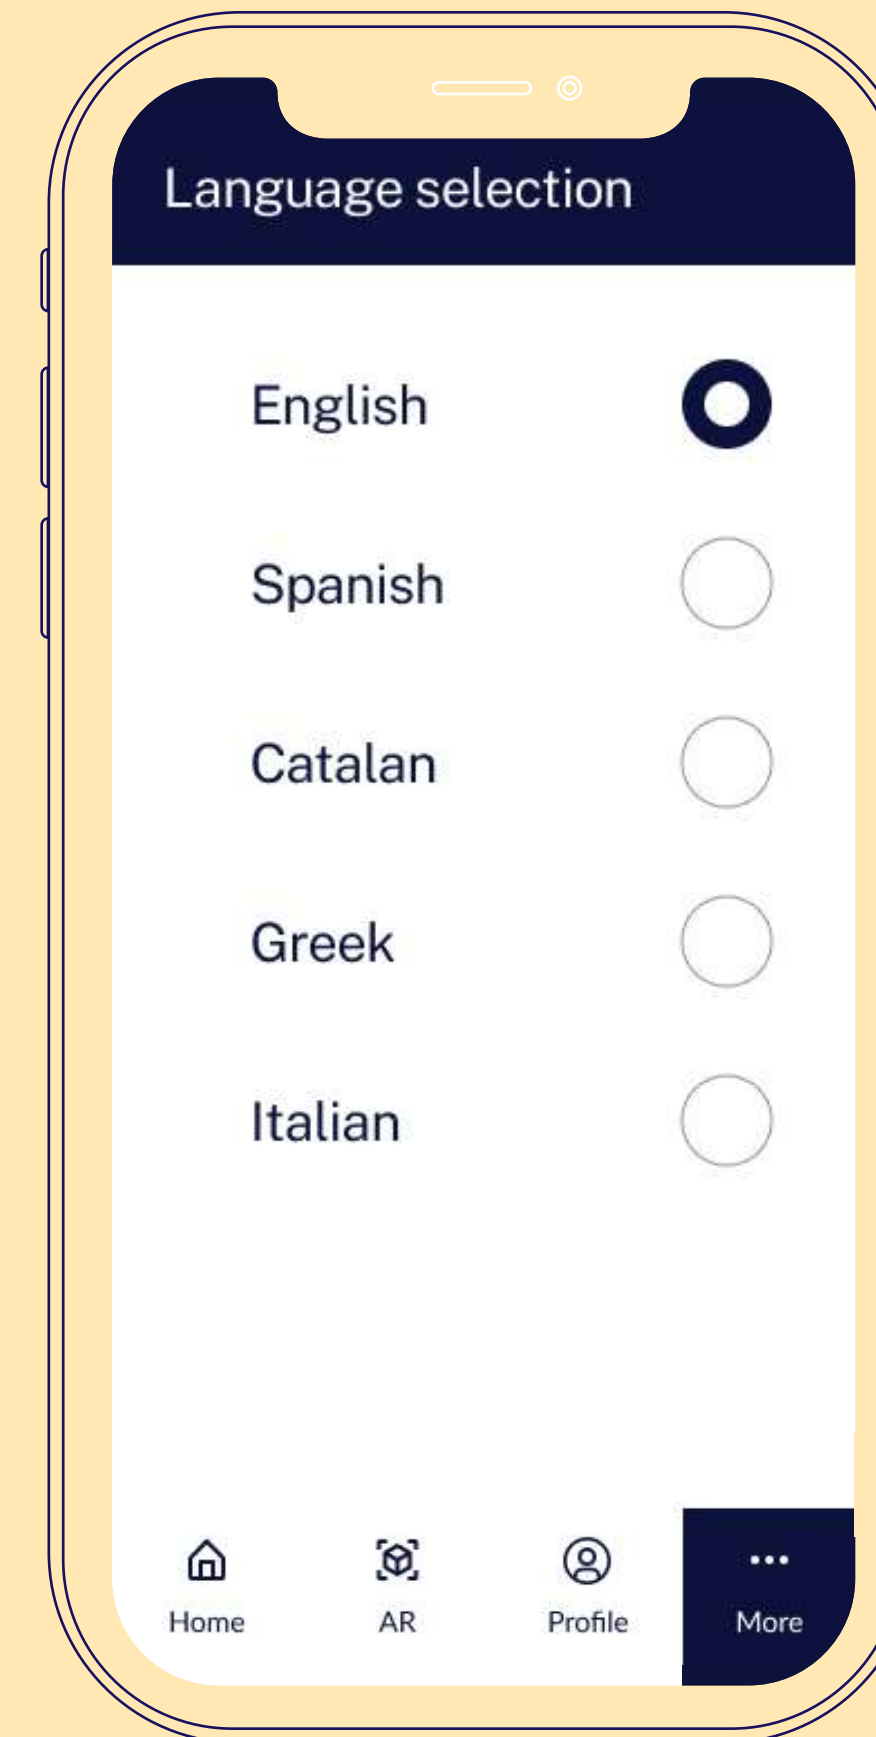 Language selection
English
Spanish
Catalan
Greek
Italian
Home AR Profile More